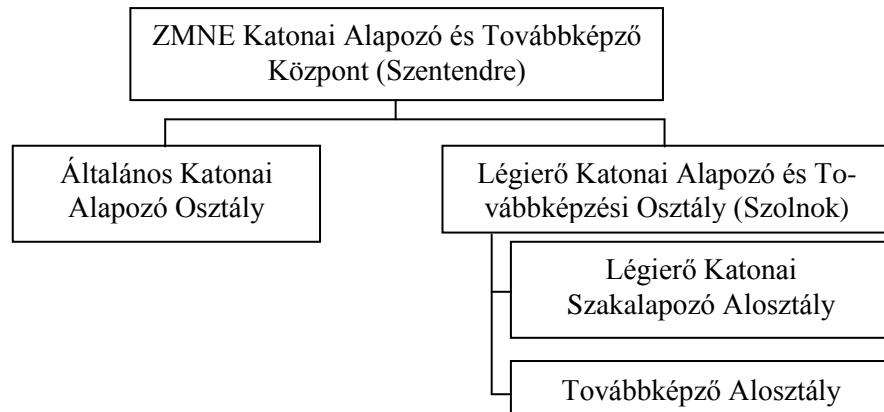 ZMNE Katonai Alapozó és Továbbképző
Központ (Szentendre)
Általános Katonai
Alapozó Osztály
Légierő Katonai Alapozó és To-
vábbképzési Osztály (Szolnok)
Légierő Katonai
Szakalapozó Alosztály
Továbbképző Alosztály